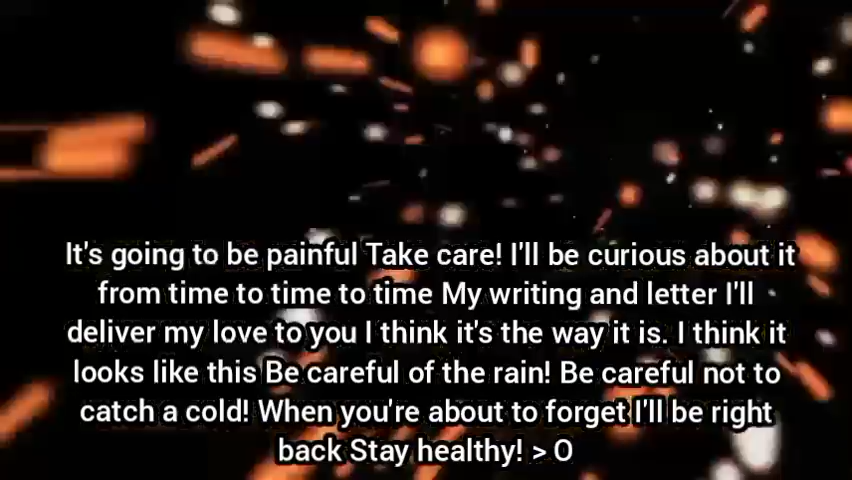 It's going to be painful Take care! I'll be curious about it
from time to time to time My writing and letter I'll
deliver my love to you I think it's the way it is. I think it
looks like this Be careful of the rain! Be careful not to
catch a cold! When you're about to forget I'll be right
back Stay healthy! > O